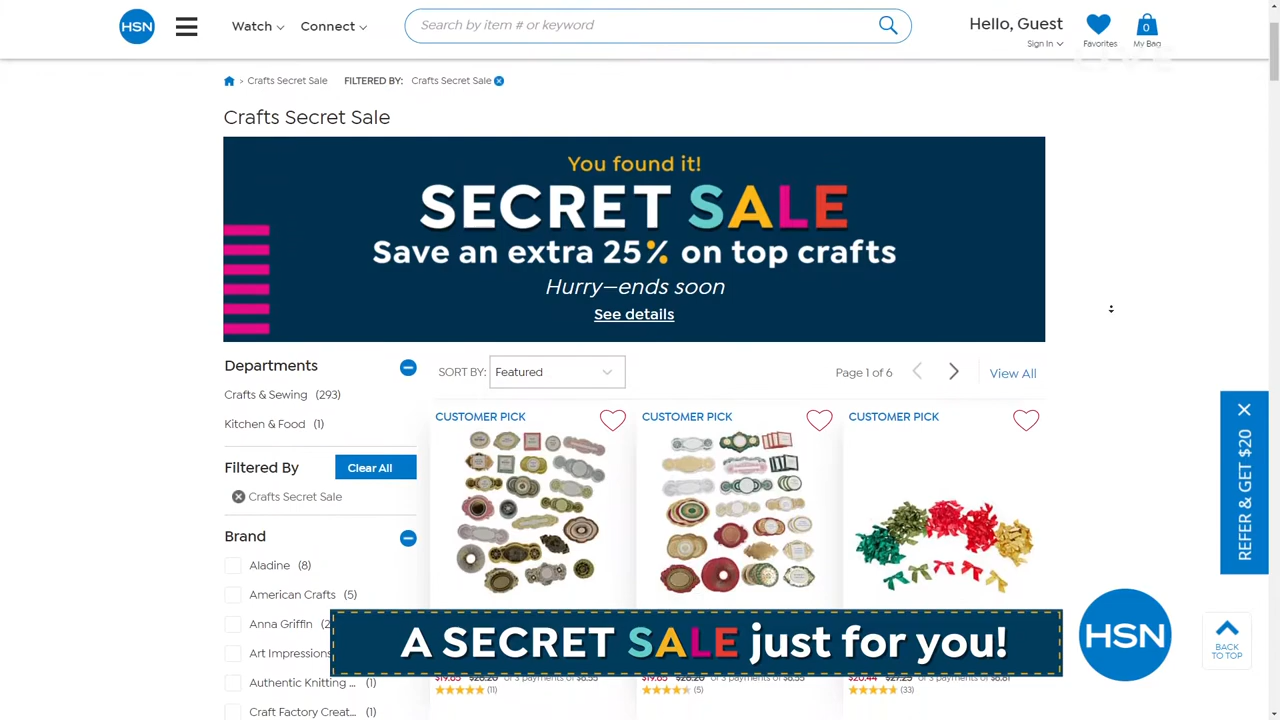 HSN
Watch
Connect
Search by item # or keyword
Hello, Guest
Sign In
Favorites
0
My Bag
> Crafts Secret Sale
FILTERED BY:
Crafts Secret Sale
Crafts Secret Sale
You found it!
SECRET SALE
Save an extra 25% on top crafts
Hurry—ends soon
See details
Departments
Crafts & Sewing (293)
Kitchen & Food (1)
Filtered By
Clear All
Crafts Secret Sale
Brand
Aladine (8)
American Crafts (5)
Anna Griffin
Art Impressions
Authentic Knitting ... (1)
Craft Factory Creat... (1)
SORT BY:
Featured
Page 1 of 6
View All
CUSTOMER PICK
CUSTOMER PICK
CUSTOMER PICK
A SECRET SALE just for you!
(11)
(5)
(33)
REFER & GET $20
HSN
BACK
TO TOP